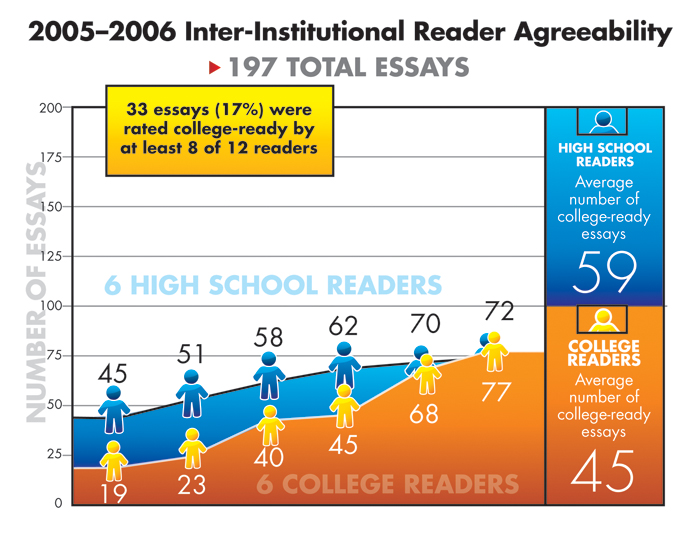 2005–2006 Inter-Institutional Reader Agreeability
197 TOTAL ESSAYS
33 essays (17%) were
rated college-ready by
at least 8 of 12 readers
NUMBER OF ESSAYS
200
175
150
125
100
75
50
25
0
6 HIGH SCHOOL READERS
45
51
58
62
70
72
19
23
40
45
68
77
6 COLLEGE READERS
HIGH SCHOOL
READERS
Average
number of
college-ready
essays
59
COLLEGE
READERS
Average
number of
college-ready
essays
45